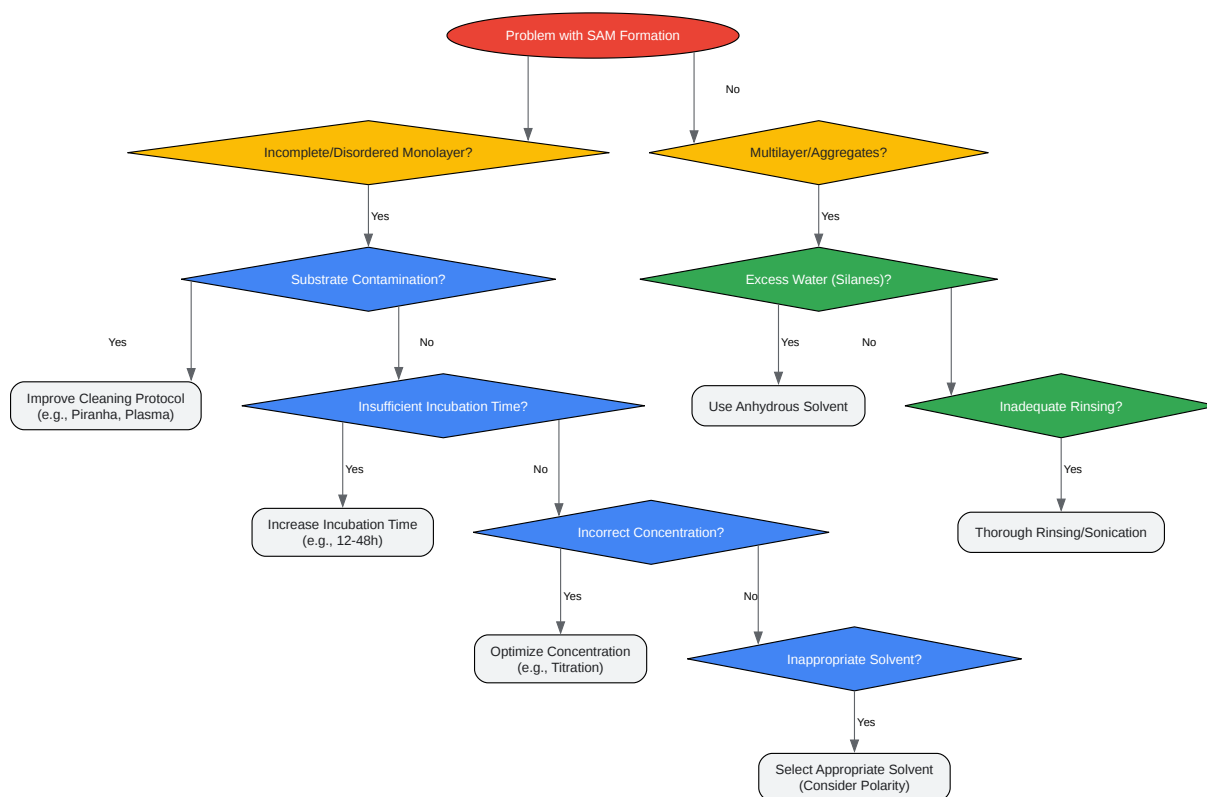 Problem with SAM Formation
No
Incomplete/Disordered Monolayer?
Multilayer/Aggregates?
Yes
Yes
Substrate Contamination?
Excess Water (Silanes)?
Yes
No
Yes
No
Improve Cleaning Protocol
(e.g., Piranha, Plasma)
Insufficient Incubation Time?
Use Anhydrous Solvent
Inadequate Rinsing?
Yes
No
Yes
Increase Incubation Time
(e.g., 12-48h)
Incorrect Concentration?
Thorough Rinsing/Sonication
Yes
No
Optimize Concentration
(e.g., Titration)
Inappropriate Solvent?
Yes
Select Appropriate Solvent
(Consider Polarity)